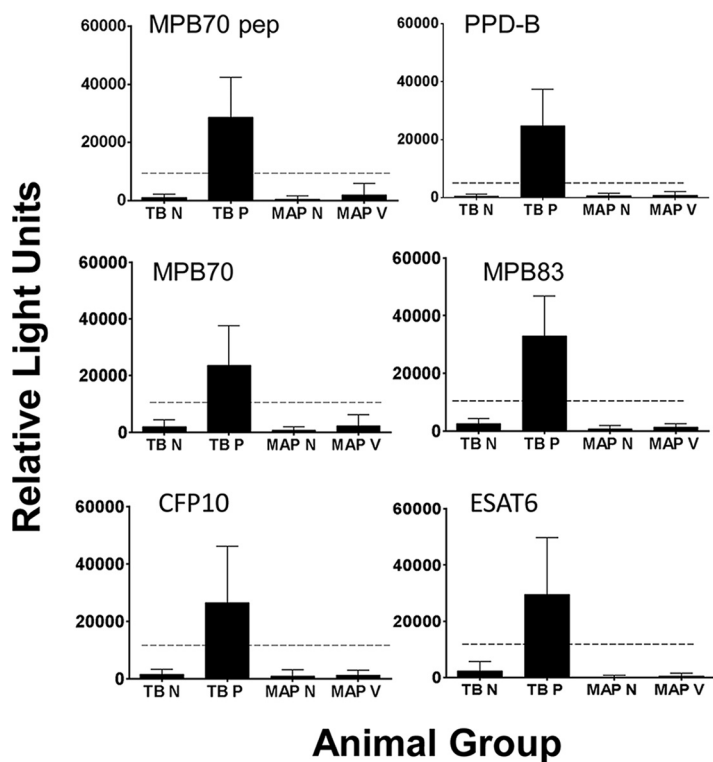 MPB70 pep
60000
40000
20000
0
TB N TB P MAP N MAP V
PPD-B
60000
40000
20000
0
TB N TB P MAP N MAP V
MPB70
60000
40000
20000
0
TB N TB P MAP N MAP V
MPB83
60000
40000
20000
0
TB N TB P MAP N MAP V
CFP10
60000
40000
20000
0
TB N TB P MAP N MAP V
ESAT6
60000
40000
20000
0
TB N TB P MAP N MAP V
Relative Light Units
Animal Group